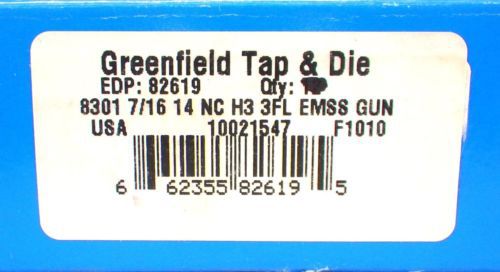 Greenfield Tap & Die
EDP: 82619 Qty:
8301 7/16 14 NC H3 3FL EMSS GUN
USA 10021547 F1010
6 62355 82619 5